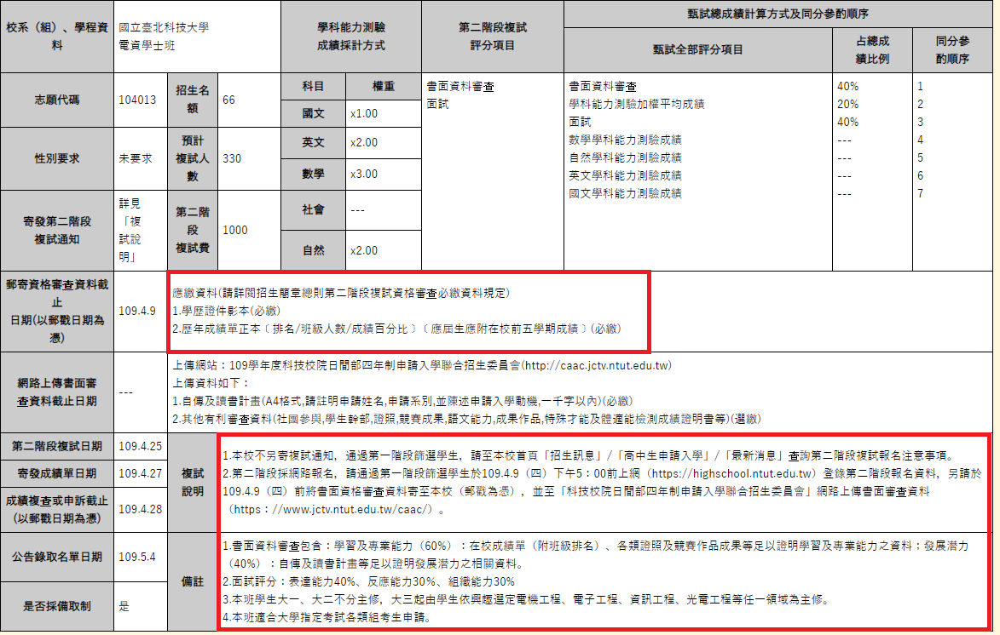 校系（組）、學程資料
國立臺北科技大學
電資學士班
學科能力測驗
成績採計方式
第二階段複試
評分項目
甄試總成績計算方式及同分參酌順序
甄試全部評分項目
占總成績比例
同分參酌順序
志願代碼
104013
招生名額
66
科目
權重
國文
x1.00
英文
x2.00
數學
x3.00
社會
---
自然
x2.00
書面資料審查
面試
書面資料審查 40% 1
學科能力測驗加權平均成績 20% 2
面試 40% 3
數學學科能力測驗成績 --- 4
自然學科能力測驗成績 --- 5
英文學科能力測驗成績 --- 6
國文學科能力測驗成績 --- 7
性別要求
未要求
預計
複試人數
330
寄發第二階段
複試通知
詳見「複試說明」
第二階段
複試費
1000
郵寄資格審查資料截止
日期(以郵戳日期為憑)
109.4.9
應繳資料(請詳閱招生簡章總則第二階段複試資格審查必繳資料規定)
1.學歷證件影本(必繳)
2.歷年成績單正本﹝排名/班級人數/成績百分比﹞﹝應屆生應附在校前五學期成績﹞(必繳)
網路上傳書面審查資料截止日期
---
上傳網站：109學年度科技校院日間部四年制申請入學聯合招生委員會(http://caac.jctv.ntut.edu.tw)
上傳資料如下：
1.自傳及讀書計畫(A4格式,請註明申請姓名,申請系別,並陳述申請入學動機,一千字以內)(必繳)
2.其他有利審查資料(社團參與,學生幹部,證照,競賽成果,語文能力,成果作品,特殊才能及體適能檢測成績證明書等)(選繳)
第二階段複試日期
109.4.25
寄發成績單日期
109.4.27
成績複查或申訴截止
(以郵戳日期為憑)
109.4.28
複試說明
1.本校不另寄複試通知，通過第一階段篩選學生，請至本校首頁「招生訊息」/「高中生申請入學」/「最新消息」查詢第二階段複試報名注意事項。
2.第二階段採網路報名，請通過第一階段篩選學生於109.4.9（四）下午5：00前上網（https://highschool.ntut.edu.tw）登錄第二階段報名資料，另請於
109.4.9（四）前將書面資格審查資料寄至本校（郵戳為憑），並至「科技校院日間部四年制申請入學聯合招生委員會」網路上傳書面審查資料
（https：//www.jctv.ntut.edu.tw/caac/）。
公告錄取名單日期
109.5.4
是否採備取制
是
備註
1.書面資料審查包含：學習及專業能力（60%）：在校成績單（附班級排名）、各類證照及競賽作品成果等足以證明學習及專業能力之資料；發展潛力
（40%）：自傳及讀書計畫等足以證明發展潛力之相關資料。
2.面試評分：表達能力40%、反應能力30%、組織能力30%
3.本班學生大一、大二不分主修，大三起由學生依興趣選定電機工程、電子工程、資訊工程、光電工程等任一領域為主修。
4.本班適合大學指定考試各類組考生申請。